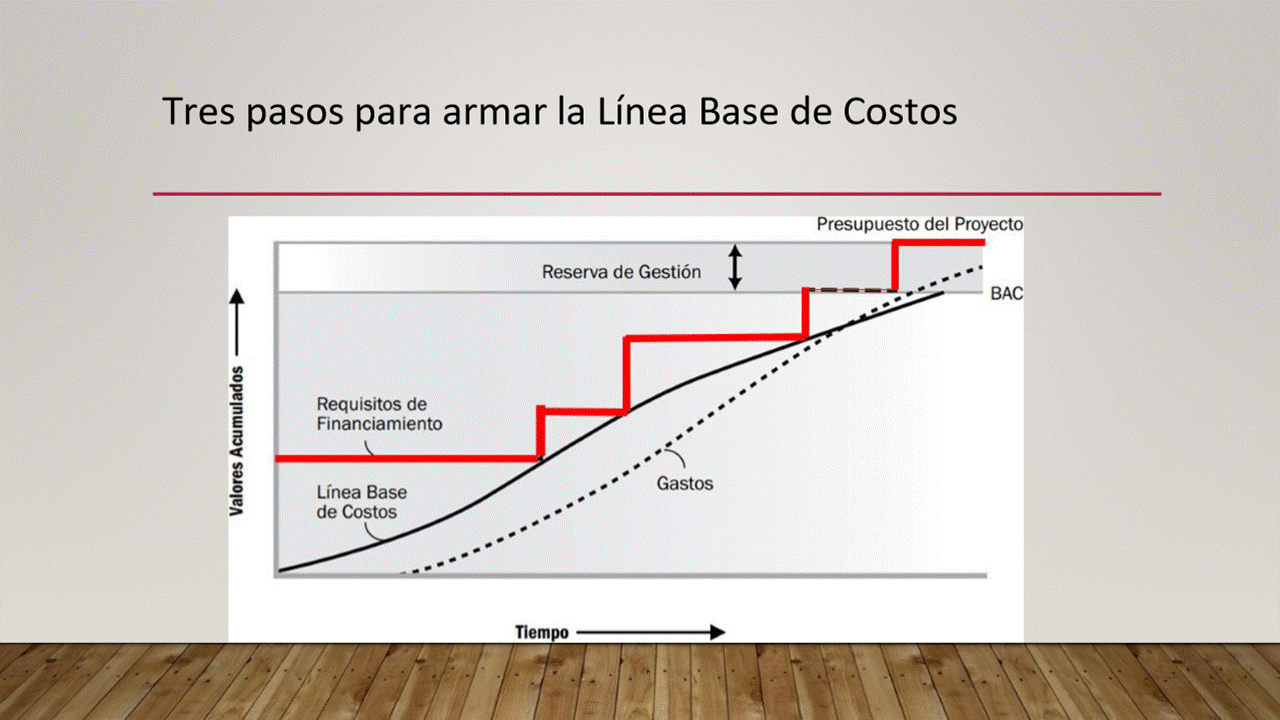 Tres pasos para armar la Línea Base de Costos
Presupuesto del Proyecto
Reserva de Gestión
BAC
Valores Acumulados
Requisitos de
Financiamiento
Línea Base
de Costos
Gastos
Tiempo